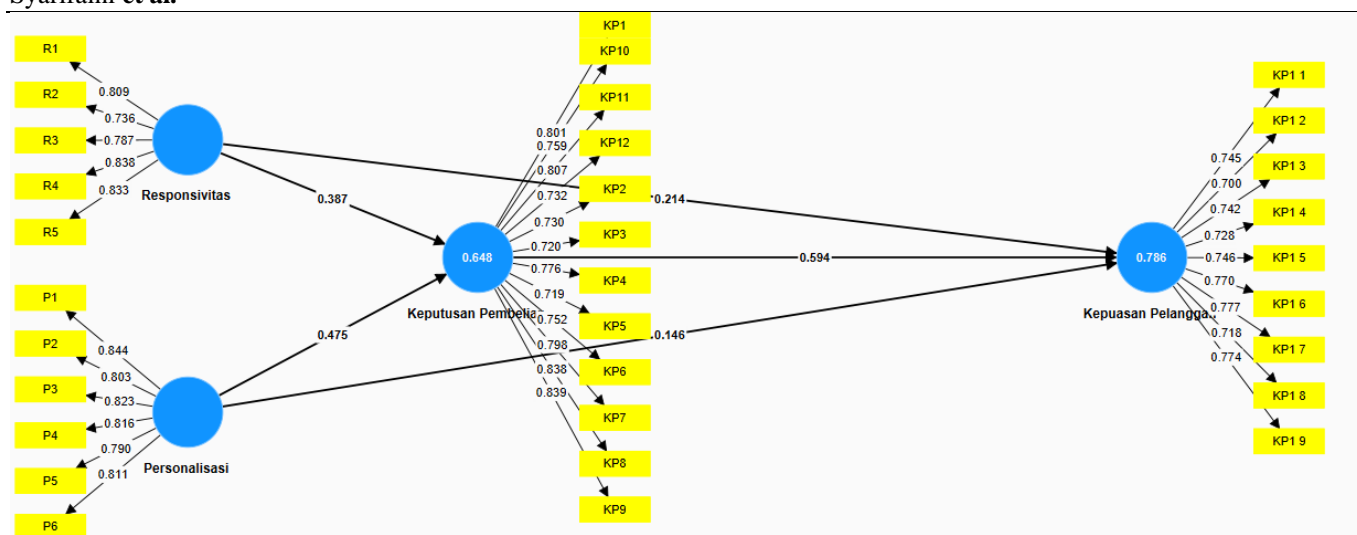 et al.
R1
R2
R3
R4
R5
0.809
0.736
0.787
0.838
0.833
Responsivitas
P1
P2
P3
P4
P5
P6
0.844
0.803
0.823
0.816
0.790
0.811
Personalisasi
0.387
0.475
0.648
Keputusan Pembelia
KP1
KP10
KP11
KP12
KP2
KP3
KP4
KP5
KP6
KP7
KP8
KP9
0.801
0.759
0.807
0.732
0.730
0.720
0.776
0.719
0.752
0.798
0.838
0.839
0.214
0.594
0.146
0.786
Kepuasan Pelangga..
0.745
0.700
0.742
0.728
0.746
0.770
0.777
0.718
0.774
KP1 1
KP1 2
KP1 3
KP1 4
KP1 5
KP1 6
KP1 7
KP1 8
KP1 9